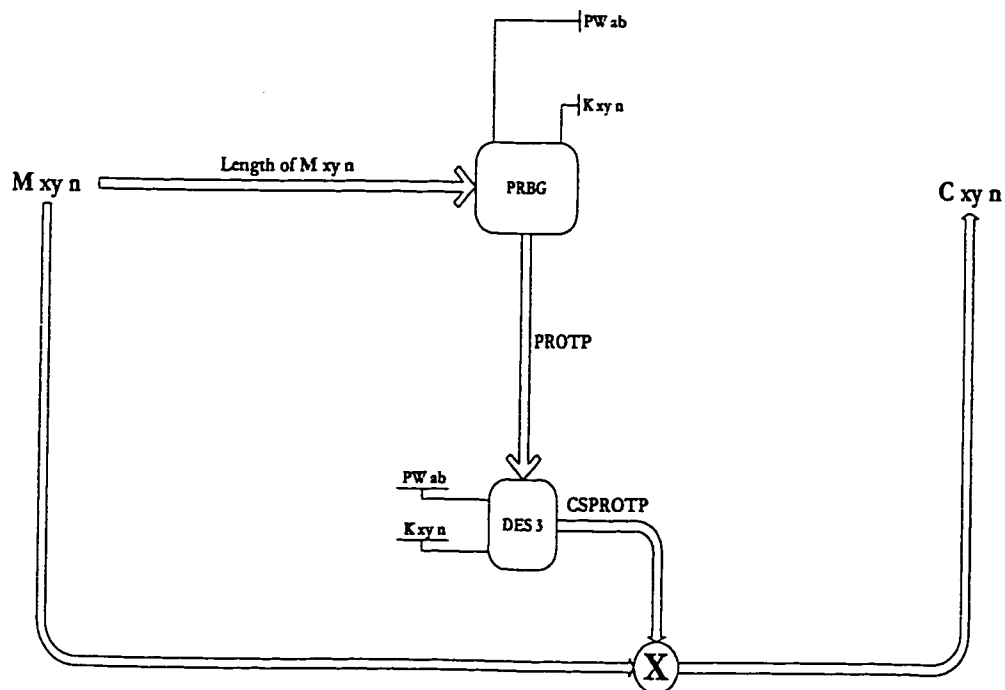 PW ab
K xy n
Length of M xy n
M xy n
PRBG
C xy n
PROTP
PW ab
CSPROTP
DES 3
K xy n
X